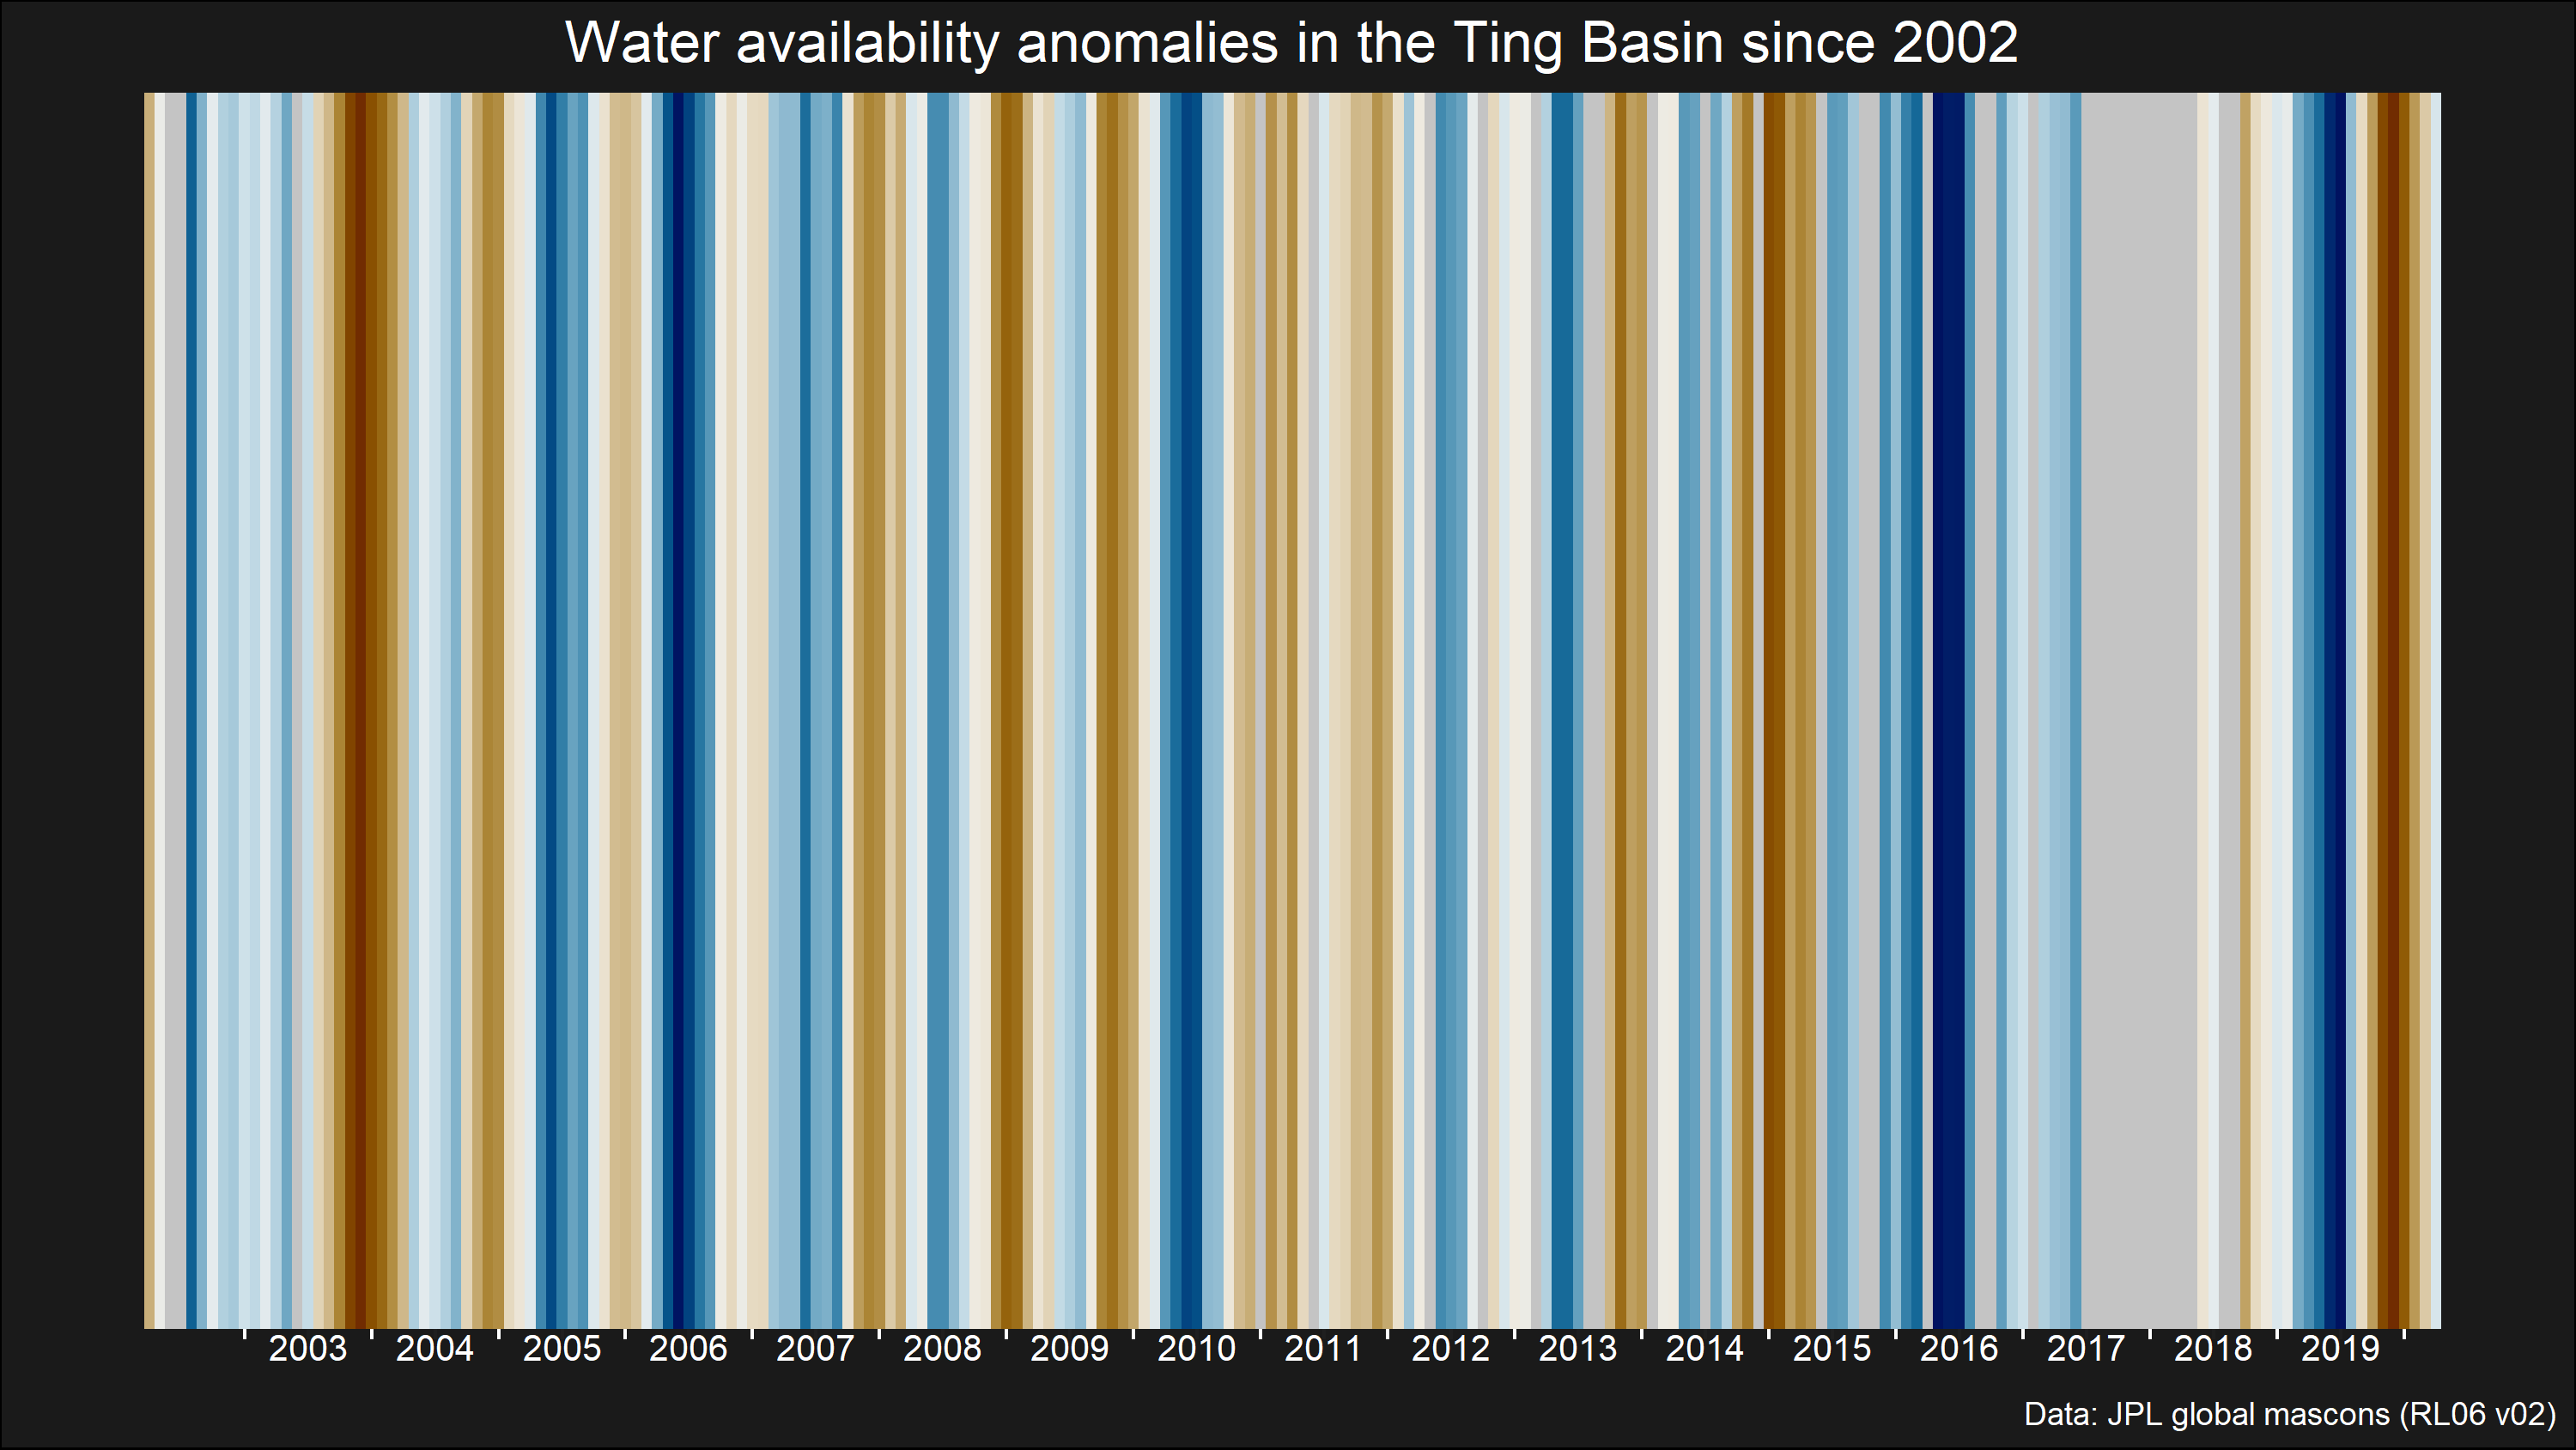 Water availability anomalies in the Ting Basin since 2002
2003 2004 2005 2006 2007 2008 2009 2010 2011 2012 2013 2014 2015 2016 2017 2018 2019
Data: JPL global mascons (RL06 v02)